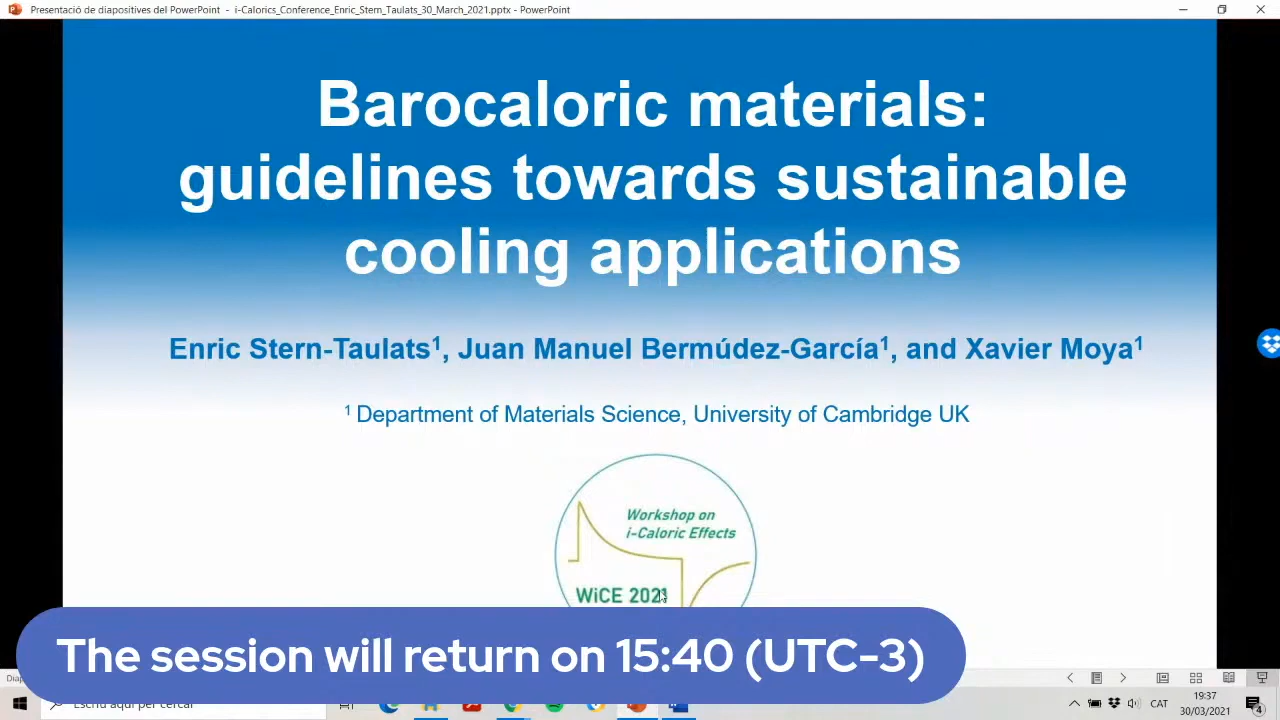 Presentació de diapositives del PowerPoint - i-Calorics_Conference_Enric_Stern_Taulats_30_March_2021.pptx - PowerPoint
Barocaloric materials:
guidelines towards sustainable
cooling applications
Enric Stern-Taulats¹, Juan Manuel Bermúdez-García¹, and Xavier Moya¹
¹ Department of Materials Science, University of Cambridge UK
Workshop on
i-Caloric Effects
WiCE 2021
The session will return on 15:40 (UTC-3)
Escriu aquí per cercar
CAT
19:37
30/03/2021
4